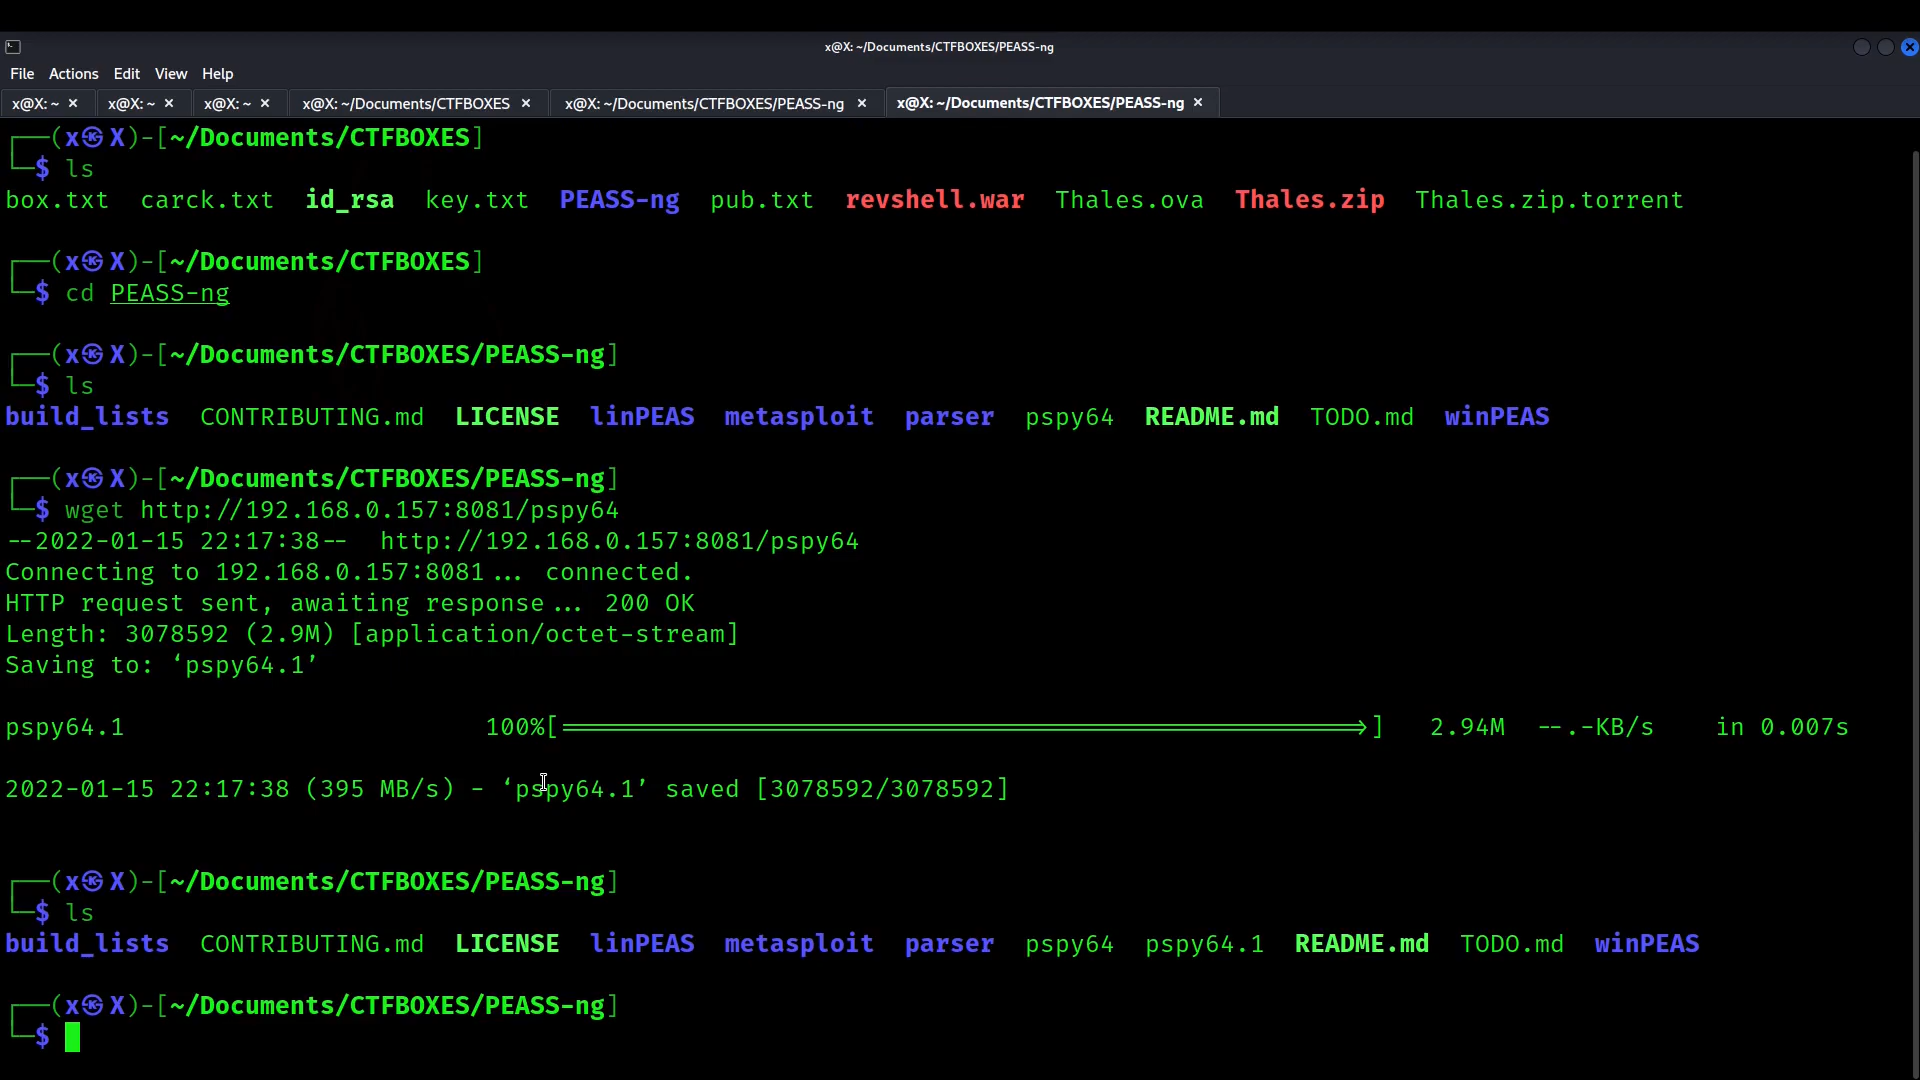 x@X: ~/Documents/CTFBOXES/PEASS-ng
File Actions Edit View Help
x@X: ~ × x@X: ~ × x@X: ~ × x@X: ~/Documents/CTFBOXES × x@X: ~/Documents/CTFBOXES/PEASS-ng × x@X: ~/Documents/CTFBOXES/PEASS-ng ×
┌──(x㉿X)-[~/Documents/CTFBOXES]
└─$ ls
box.txt carck.txt id_rsa key.txt PEASS-ng pub.txt revshell.war Thales.ova Thales.zip Thales.zip.torrent
┌──(x㉿X)-[~/Documents/CTFBOXES]
└─$ cd PEASS-ng
┌──(x㉿X)-[~/Documents/CTFBOXES/PEASS-ng]
└─$ ls
build_lists CONTRIBUTING.md LICENSE linPEAS metasploit parser pspy64 README.md TODO.md winPEAS
┌──(x㉿X)-[~/Documents/CTFBOXES/PEASS-ng]
└─$ wget http://192.168.0.157:8081/pspy64
--2022-01-15 22:17:38-- http://192.168.0.157:8081/pspy64
Connecting to 192.168.0.157:8081... connected.
HTTP request sent, awaiting response... 200 OK
Length: 3078592 (2.9M) [application/octet-stream]
Saving to: ‘pspy64.1’
pspy64.1 100%[===================================================>] 2.94M --.-KB/s in 0.007s
2022-01-15 22:17:38 (395 MB/s) - ‘pspy64.1’ saved [3078592/3078592]
┌──(x㉿X)-[~/Documents/CTFBOXES/PEASS-ng]
└─$ ls
build_lists CONTRIBUTING.md LICENSE linPEAS metasploit parser pspy64 pspy64.1 README.md TODO.md winPEAS
┌──(x㉿X)-[~/Documents/CTFBOXES/PEASS-ng]
└─$